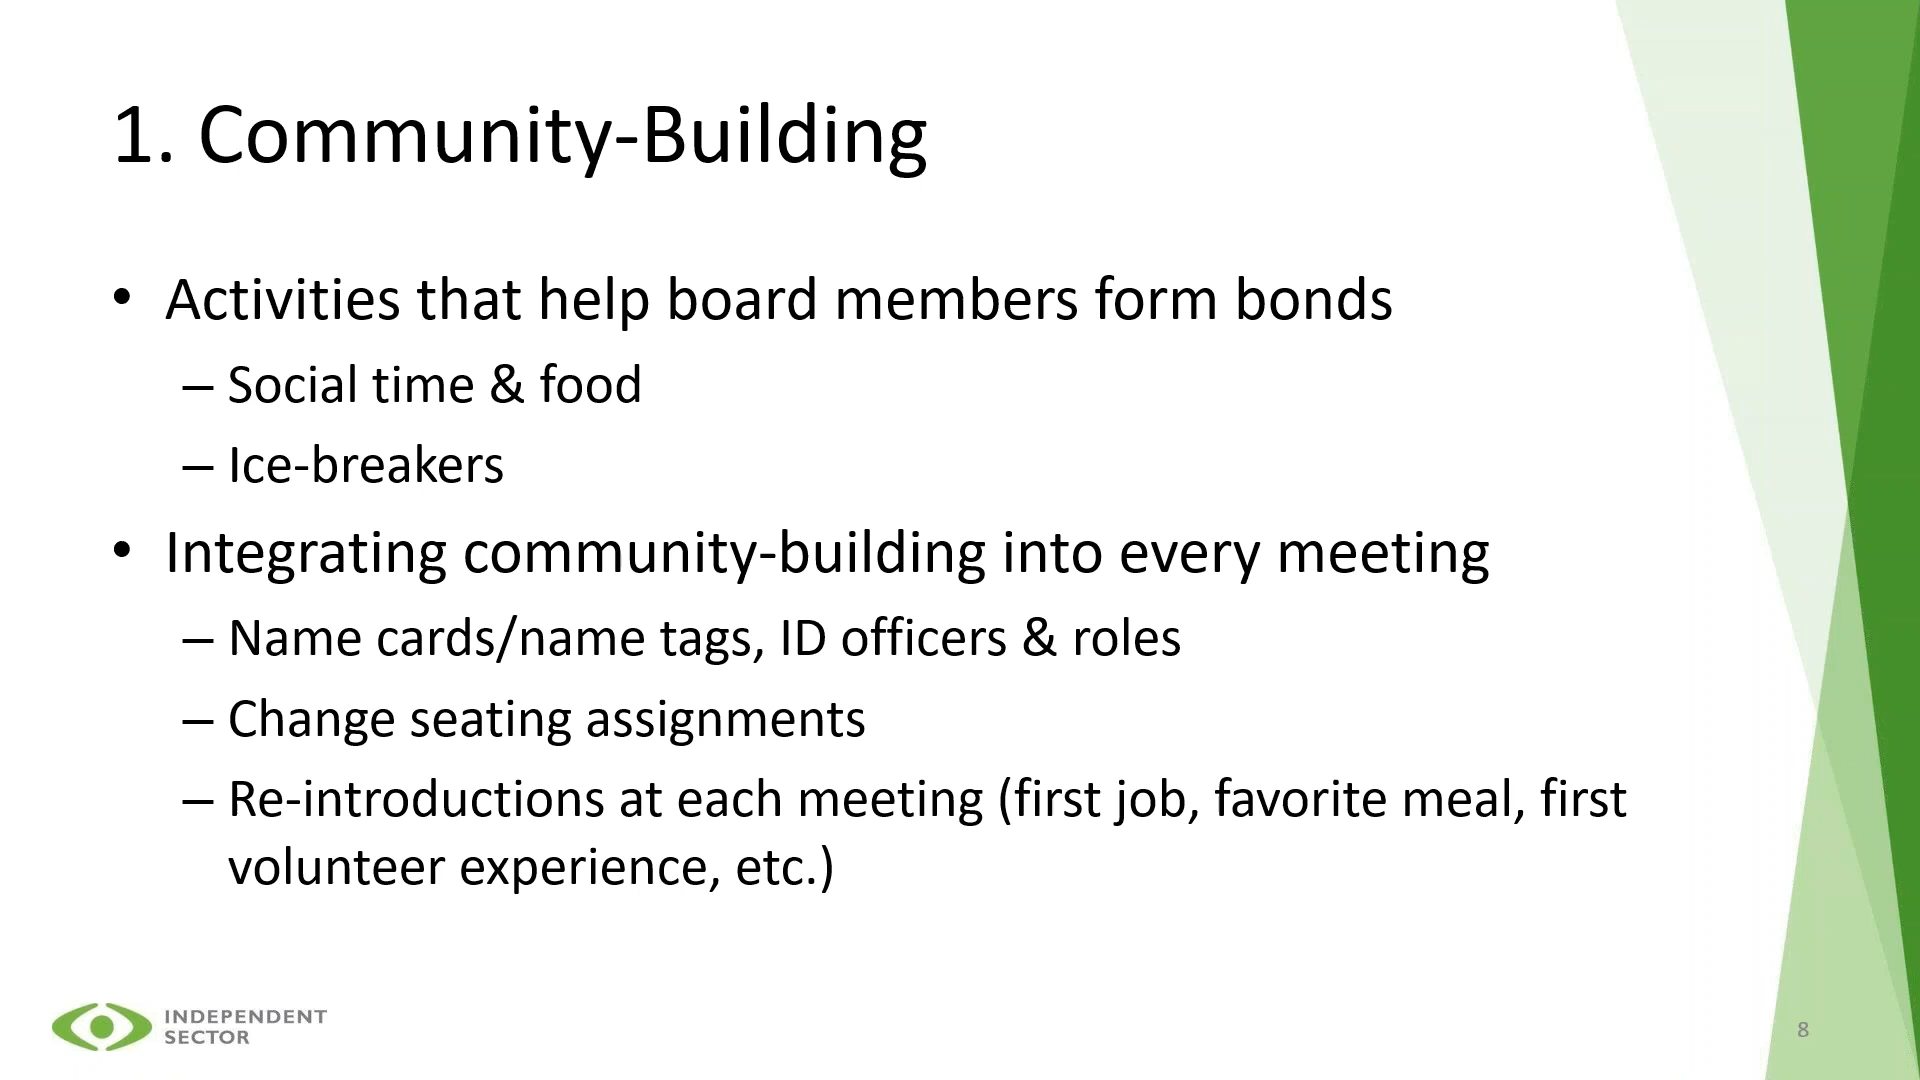 1. Community-Building
• Activities that help board members form bonds
– Social time & food
– Ice-breakers
• Integrating community-building into every meeting
– Name cards/name tags, ID officers & roles
– Change seating assignments
– Re-introductions at each meeting (first job, favorite meal, first
volunteer experience, etc.)
INDEPENDENT
SECTOR
8